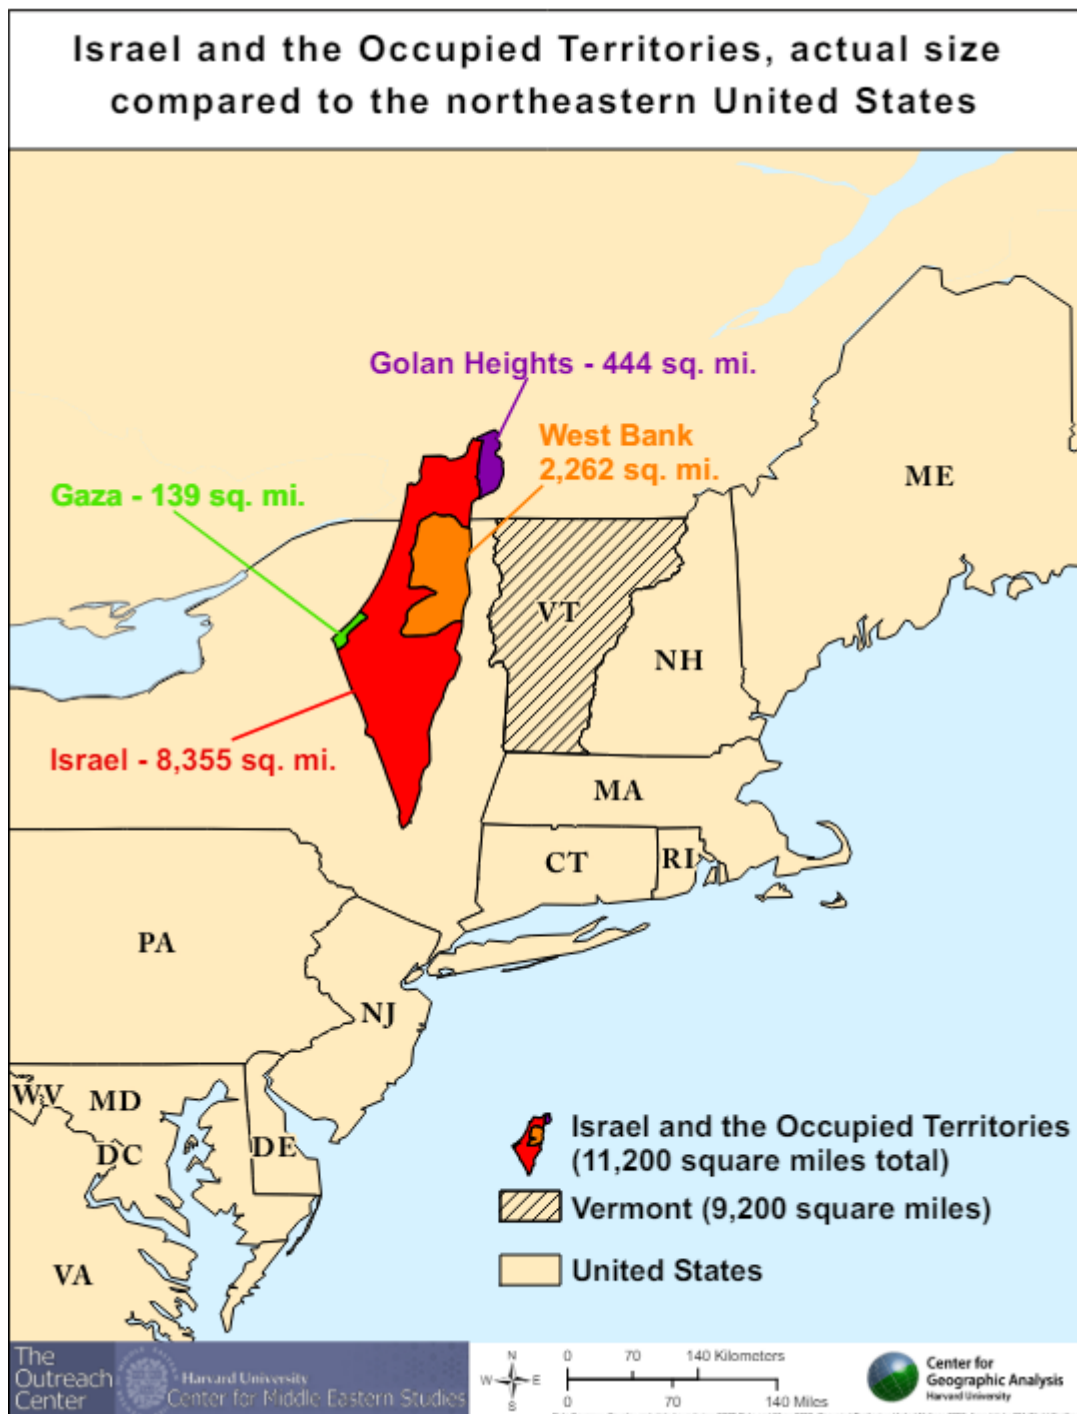 Israel and the Occupied Territories, actual size
compared to the northeastern United States
Golan Heights - 444 sq. mi.
West Bank
2,262 sq. mi.
Gaza - 139 sq. mi.
ME
VT
NH
Israel - 8,355 sq. mi.
MA
CT
RI
PA
NJ
WV
MD
DC
DE
VA
Israel and the Occupied Territories
(11,200 square miles total)
Vermont (9,200 square miles)
United States
The
Outreach
Center
Harvard University
Center for Middle Eastern Studies
N
W
E
S
0 70 140 Kilometers
0 70 140 Miles
Center for
Geographic Analysis
Harvard University